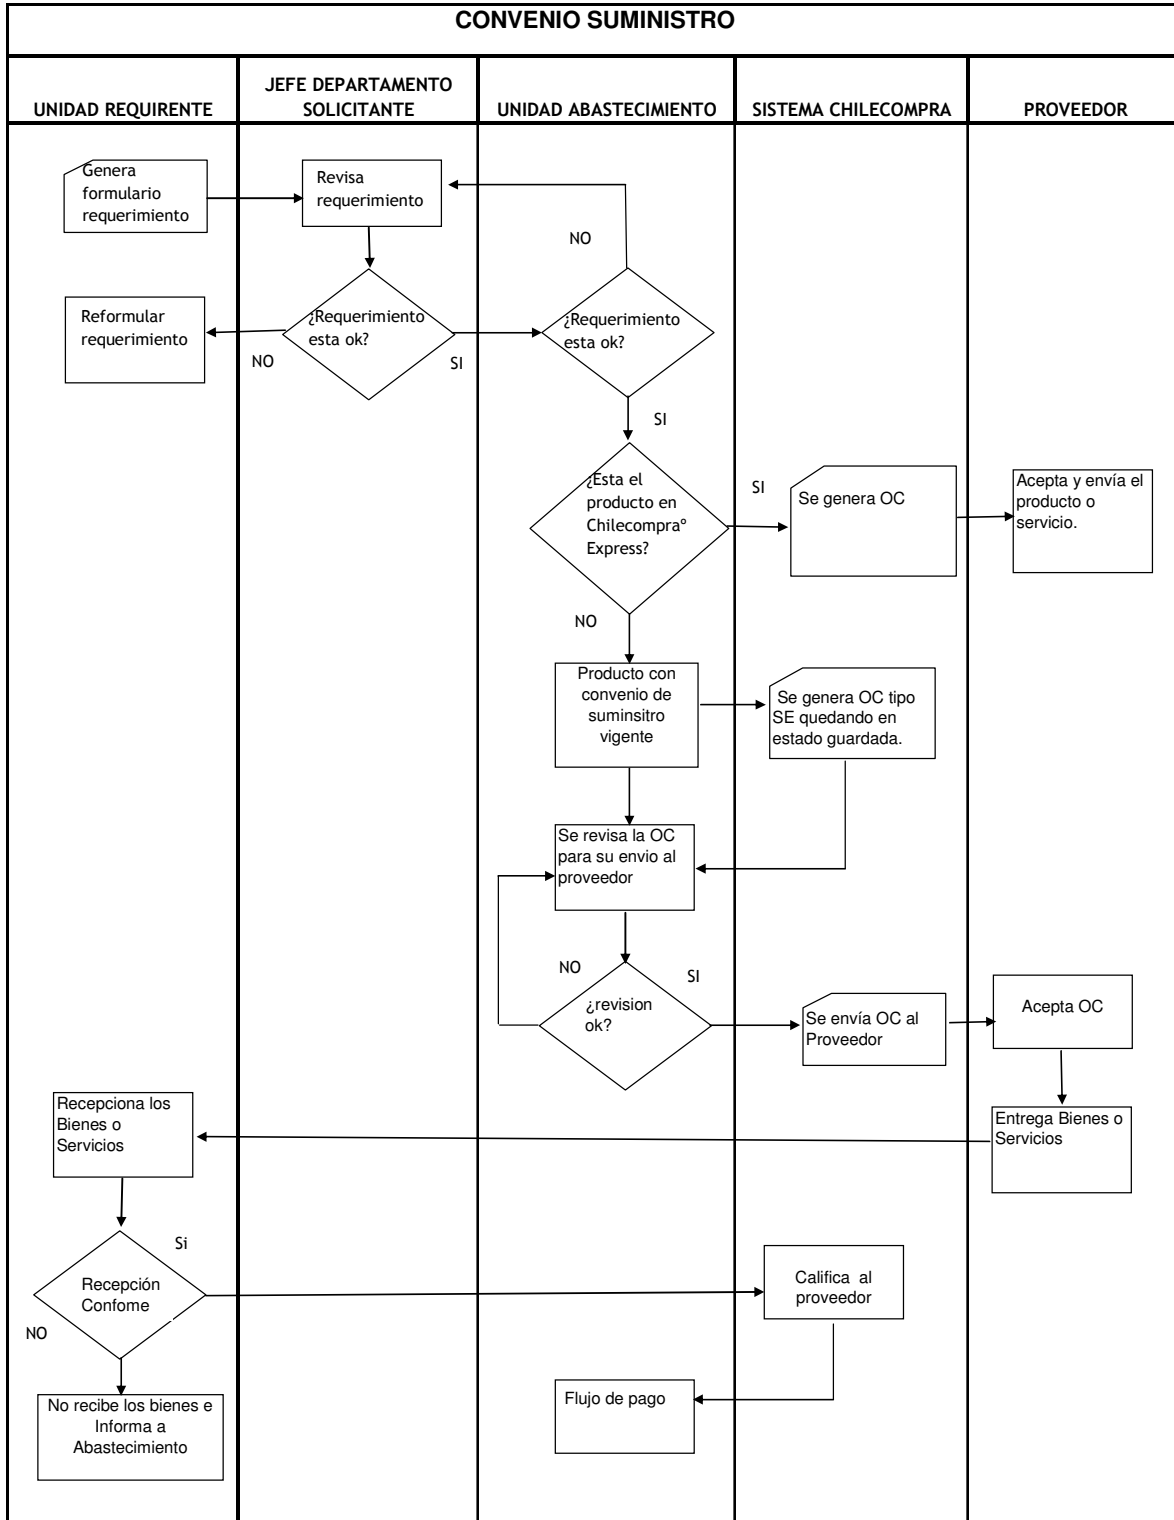 CONVENIO SUMINISTRO
UNIDAD REQUIRENTE
JEFE DEPARTAMENTO
SOLICITANTE
UNIDAD ABASTECIMIENTO
SISTEMA CHILECOMPRA
PROVEEDOR
Genera
formulario
requerimiento
Revisa
requerimiento
NO
Reformular
requerimiento
NO
¿Requerimiento
esta ok?
SI
¿Requerimiento
esta ok?
SI
¿Esta el
producto en
Chilecompraº
Express?
SI
Se genera OC
Acepta y envía el
producto o
servicio.
NO
Producto con
convenio de
suminsitro
vigente
Se genera OC tipo
SE quedando en
estado guardada.
Se revisa la OC
para su envio al
proveedor
NO
SI
¿revision
ok?
Se envía OC al
Proveedor
Acepta OC
Recepciona los
Bienes o
Servicios
Entrega Bienes o
Servicios
Si
Recepción
Confome
NO
Califica al
proveedor
No recibe los bienes e
Informa a
Abastecimiento
Flujo de pago